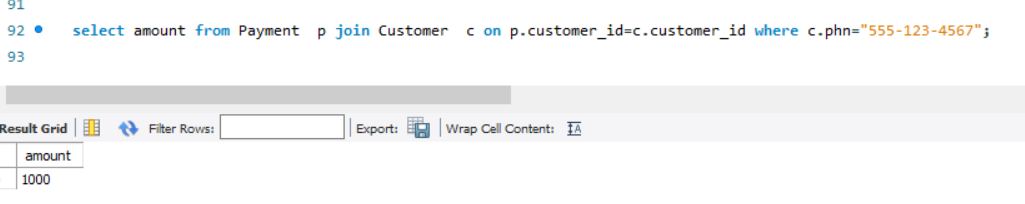 91
92 select amount from Payment  p join Customer  c on p.customer_id=c.customer_id where c.phn="555-123-4567";
93
Result Grid Filter Rows: Export: Wrap Cell Content: IA
amount
1000